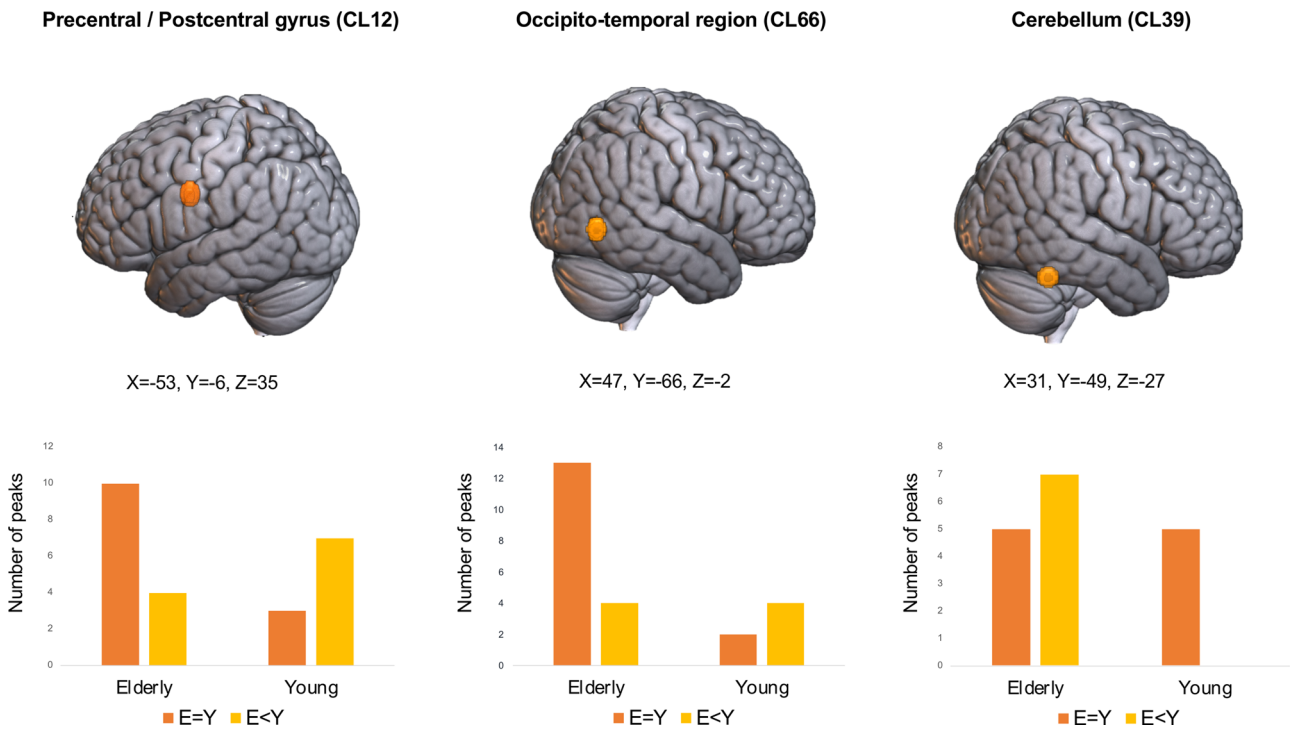 Precentral / Postcentral gyrus (CL12)
Occipito-temporal region (CL66)
Cerebellum (CL39)
X=-53, Y=-6, Z=35
X=47, Y=-66, Z=-2
X=31, Y=-49, Z=-27
Number of peaks
12
10
8
6
4
2
0
Elderly
Young
E=Y
E<Y
Number of peaks
14
12
10
8
6
4
2
0
Elderly
Young
E=Y
E<Y
Number of peaks
8
7
6
5
4
3
2
1
0
Elderly
Young
E=Y
E<Y